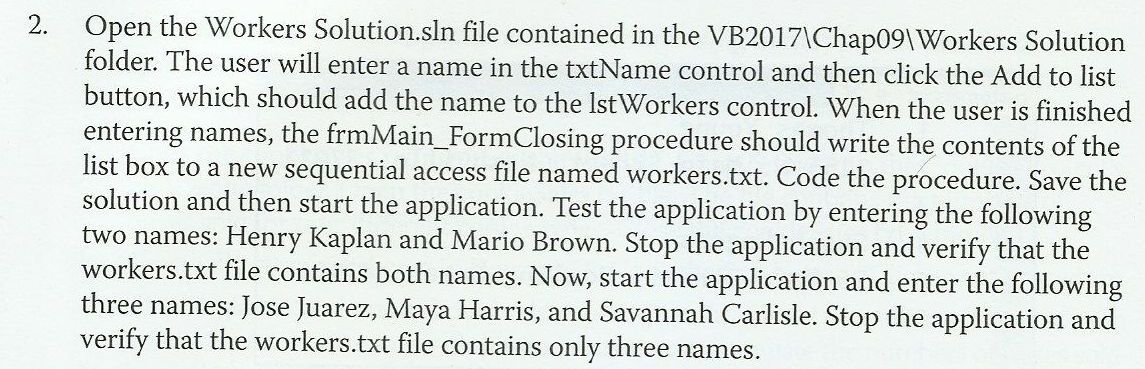 2. Open the Workers Solution.sln file contained in the VB2017\Chap09\Workers Solution
folder. The user will enter a name in the txtName control and then click the Add to list
button, which should add the name to the lstWorkers control. When the user is finished
entering names, the frmMain_FormClosing procedure should write the contents of the
list box to a new sequential access file named workers.txt. Code the procedure. Save the
solution and then start the application. Test the application by entering the following
two names: Henry Kaplan and Mario Brown. Stop the application and verify that the
workers.txt file contains both names. Now, start the application and enter the following
three names: Jose Juarez, Maya Harris, and Savannah Carlisle. Stop the application and
verify that the workers.txt file contains only three names.